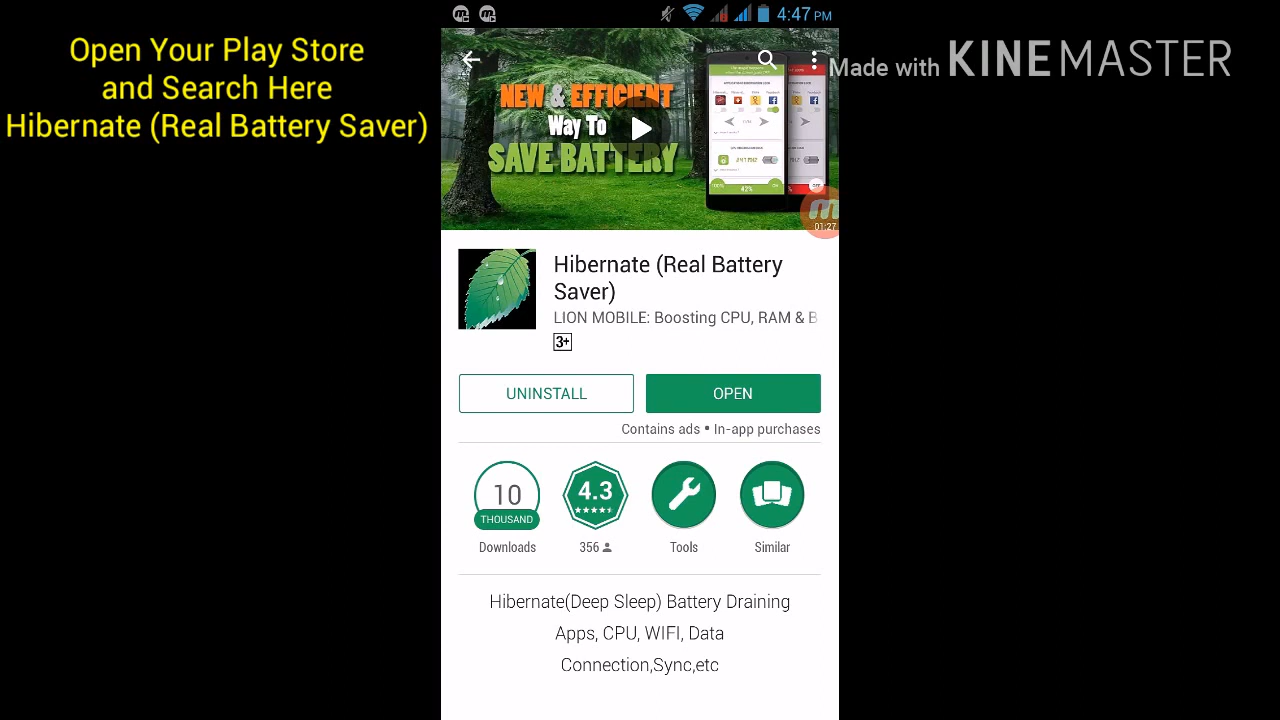 Open Your Play Store
and Search Here
Hibernate (Real Battery Saver)
4:47 PM
Made with KINEMASTER
NEW & EFFICIENT
Way To
SAVE BATTERY
42%
01:27
Hibernate (Real Battery
Saver)
LION MOBILE: Boosting CPU, RAM & B
3+
UNINSTALL
OPEN
Contains ads • In-app purchases
10
THOUSAND
4.3
Downloads
356
Tools
Similar
Hibernate(Deep Sleep) Battery Draining
Apps, CPU, WIFI, Data
Connection,Sync,etc